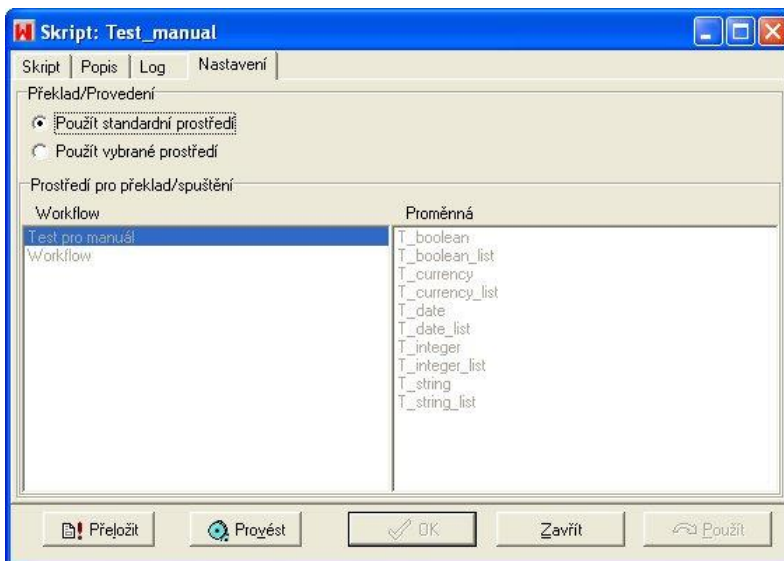 Skript: Test_manual
Skript Popis Log Nastavení
Překlad/Provedení
Použít standardní prostředí
Použít vybrané prostředí
Prostředí pro překlad/spuštění
Workflow Proměnná
Test pro manuál
Workflow
T_boolean
T_boolean_list
T_currency
T_currency_list
T_date
T_date_list
T_integer
T_integer_list
T_string
T_string_list
Přeložit Provést OK Zavřít Použít